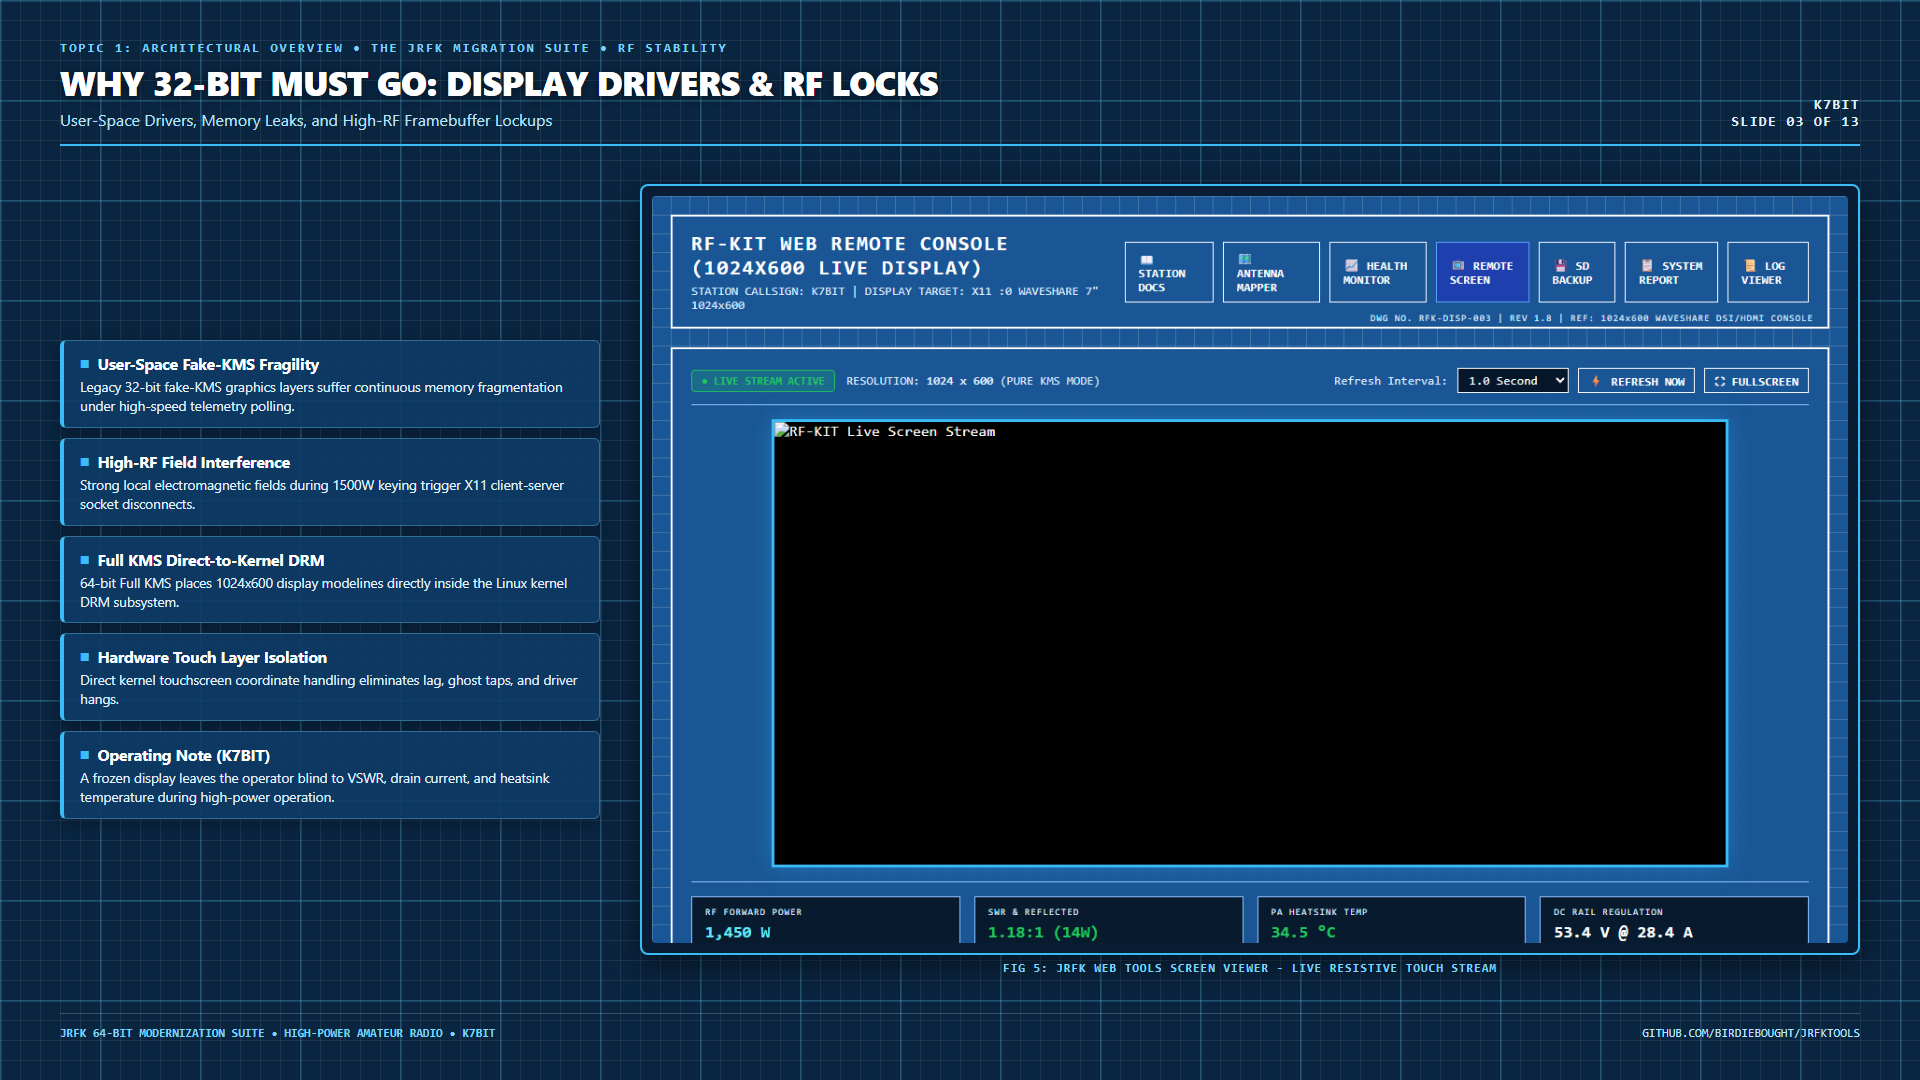 TOPIC 1: ARCHITECTURAL OVERVIEW • THE JRFK MIGRATION SUITE • RF STABILITY
WHY 32-BIT MUST GO: DISPLAY DRIVERS & RF LOCKS
User-Space Drivers, Memory Leaks, and High-RF Framebuffer Lockups
K7BIT
SLIDE 03 OF 13
■ User-Space Fake-KMS Fragility
Legacy 32-bit fake-KMS graphics layers suffer continuous memory fragmentation
under high-speed telemetry polling.
■ High-RF Field Interference
Strong local electromagnetic fields during 1500W keying trigger X11 client-server
socket disconnects.
■ Full KMS Direct-to-Kernel DRM
64-bit Full KMS places 1024x600 display modelines directly inside the Linux kernel
DRM subsystem.
■ Hardware Touch Layer Isolation
Direct kernel touchscreen coordinate handling eliminates lag, ghost taps, and driver
hangs.
■ Operating Note (K7BIT)
A frozen display leaves the operator blind to VSWR, drain current, and heatsink
temperature during high-power operation.
RF-KIT WEB REMOTE CONSOLE
(1024X600 LIVE DISPLAY)
STATION CALLSIGN: K7BIT | DISPLAY TARGET: X11 :0 WAVESHARE 7"
1024x600
STATION
DOCS
ANTENNA
MAPPER
HEALTH
MONITOR
REMOTE
SCREEN
SD
BACKUP
SYSTEM
REPORT
LOG
VIEWER
DWG NO. RFK-DISP-003 | REV 1.8 | REF: 1024x600 WAVESHARE DSI/HDMI CONSOLE
● LIVE STREAM ACTIVE
RESOLUTION: 1024 x 600 (PURE KMS MODE)
Refresh Interval:
1.0 Second
REFRESH NOW
FULLSCREEN
RF-KIT Live Screen Stream
RF FORWARD POWER
1,450 W
SWR & REFLECTED
1.18:1 (14W)
PA HEATSINK TEMP
34.5 °C
DC RAIL REGULATION
53.4 V @ 28.4 A
FIG 5: JRFK WEB TOOLS SCREEN VIEWER - LIVE RESISTIVE TOUCH STREAM
JRFK 64-BIT MODERNIZATION SUITE • HIGH-POWER AMATEUR RADIO • K7BIT
GITHUB.COM/BIRDIEBOUGHT/JRFKTOOLS